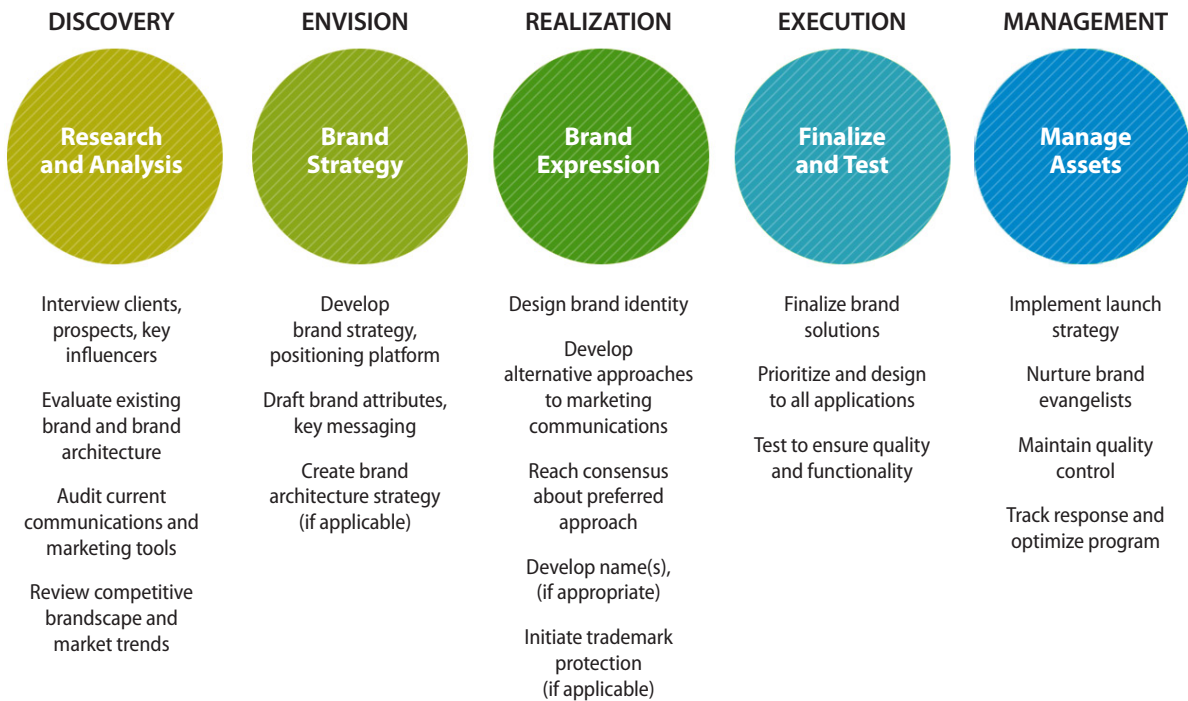 DISCOVERY
Research
and Analysis
Interview clients,
prospects, key
influencers
Evaluate existing
brand and brand
architecture
Audit current
communications and
marketing tools
Review competitive
brandscape and
market trends
ENVISION
Brand
Strategy
Develop
brand strategy,
positioning platform
Draft brand attributes,
key messaging
Create brand
architecture strategy
(if applicable)
REALIZATION
Brand
Expression
Design brand identity
Develop
alternative approaches
to marketing
communications
Reach consensus
about preferred
approach
Develop name(s),
(if appropriate)
Initiate trademark
protection
(if applicable)
EXECUTION
Finalize
and Test
Finalize brand
solutions
Prioritize and design
to all applications
Test to ensure quality
and functionality
MANAGEMENT
Manage
Assets
Implement launch
strategy
Nurture brand
evangelists
Maintain quality
control
Track response and
optimize program